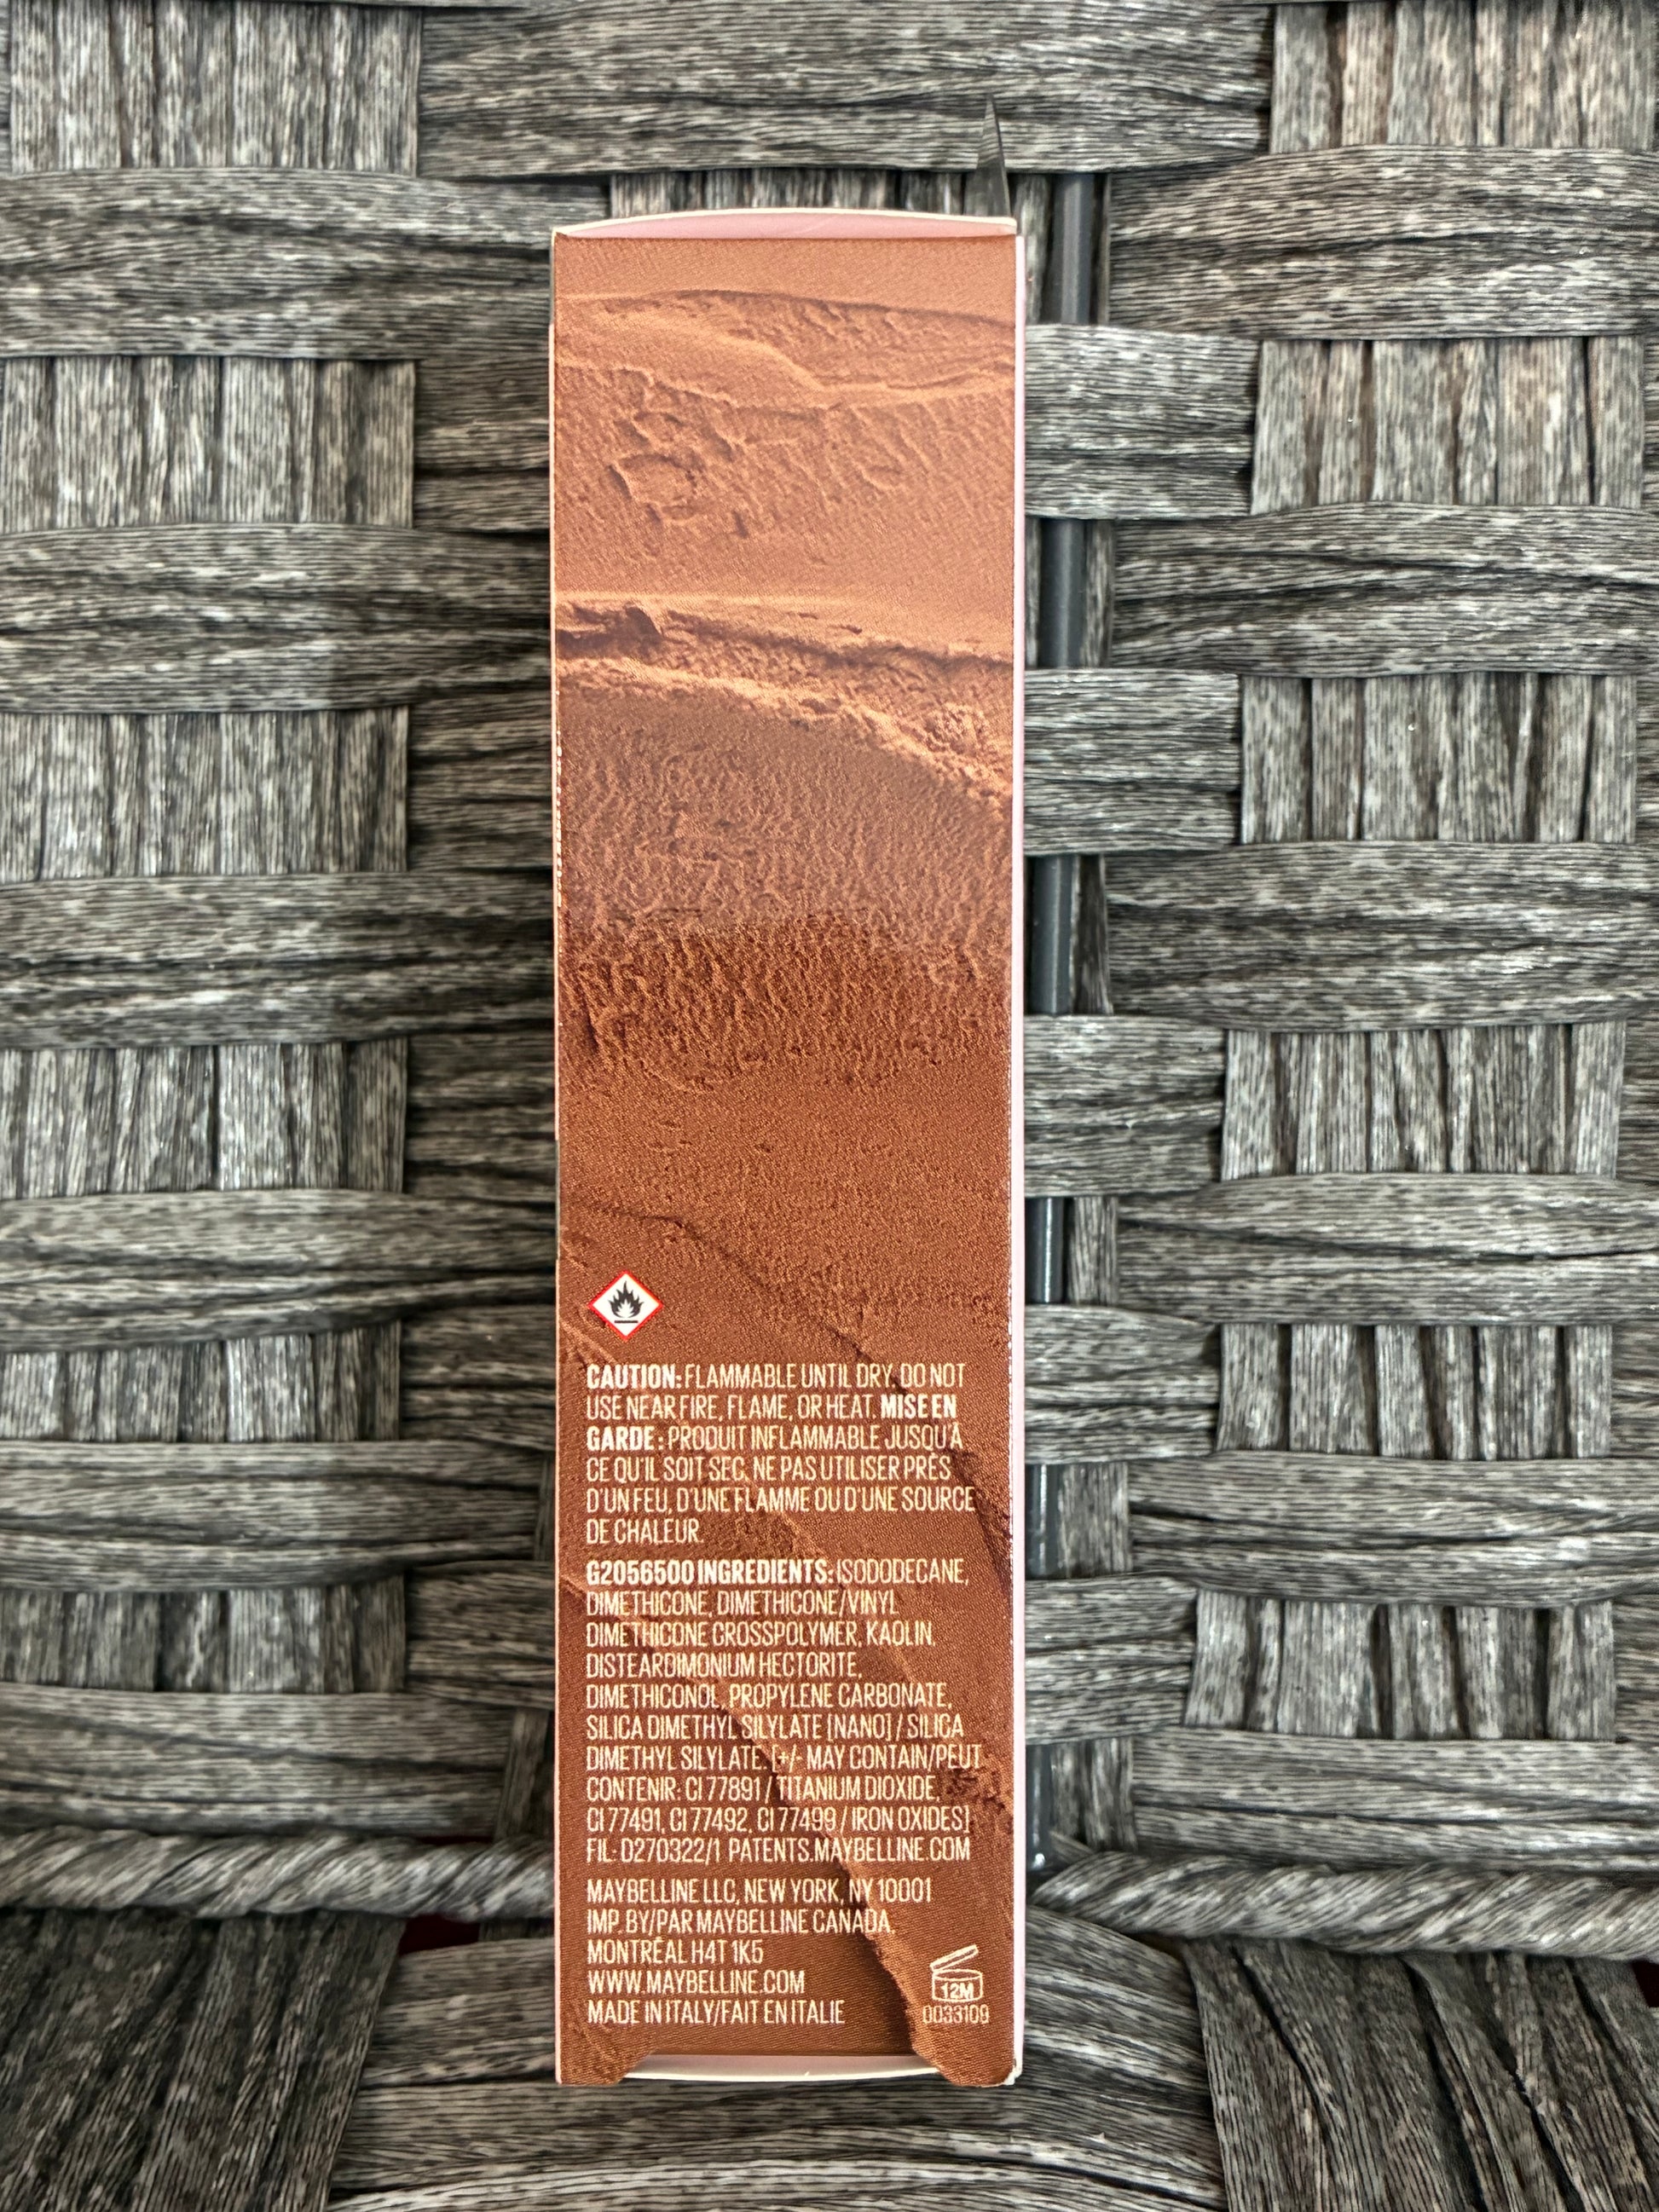 CAUTION: FLAMMABLE UNTIL DRY. DO NOT
USE NEAR FIRE, FLAME, OR HEAT. MISE EN
GARDE : PRODUIT INFLAMMABLE JUSQU'À
CE QU'IL SOIT SEC. NE PAS UTILISER PRÈS
D'UN FEU, D'UNE FLAMME OU D'UNE SOURCE
DE CHALEUR.
G2056500 INGREDIENTS: ISODODECANE,
DIMETHICONE, DIMETHICONE/VINYL
DIMETHICONE CROSSPOLYMER, KAOLIN,
DISTEARDIMONIUM HECTORITE,
DIMETHICONOL, PROPYLENE CARBONATE,
SILICA DIMETHYL SILYLATE [NANO] / SILICA
DIMETHYL SILYLATE. [+/- MAY CONTAIN/PEUT
CONTENIR: CI 77891 / TITANIUM DIOXIDE,
CI 77491, CI 77492, CI 77499 / IRON OXIDES]
FIL: D270322/1 PATENTS.MAYBELLINE.COM
MAYBELLINE LLC, NEW YORK, NY 10001
IMP. BY/PAR MAYBELLINE CANADA,
MONTRÉAL H4T 1K5
WWW.MAYBELLINE.COM
MADE IN ITALY/FAIT EN ITALIE
12M
0033109